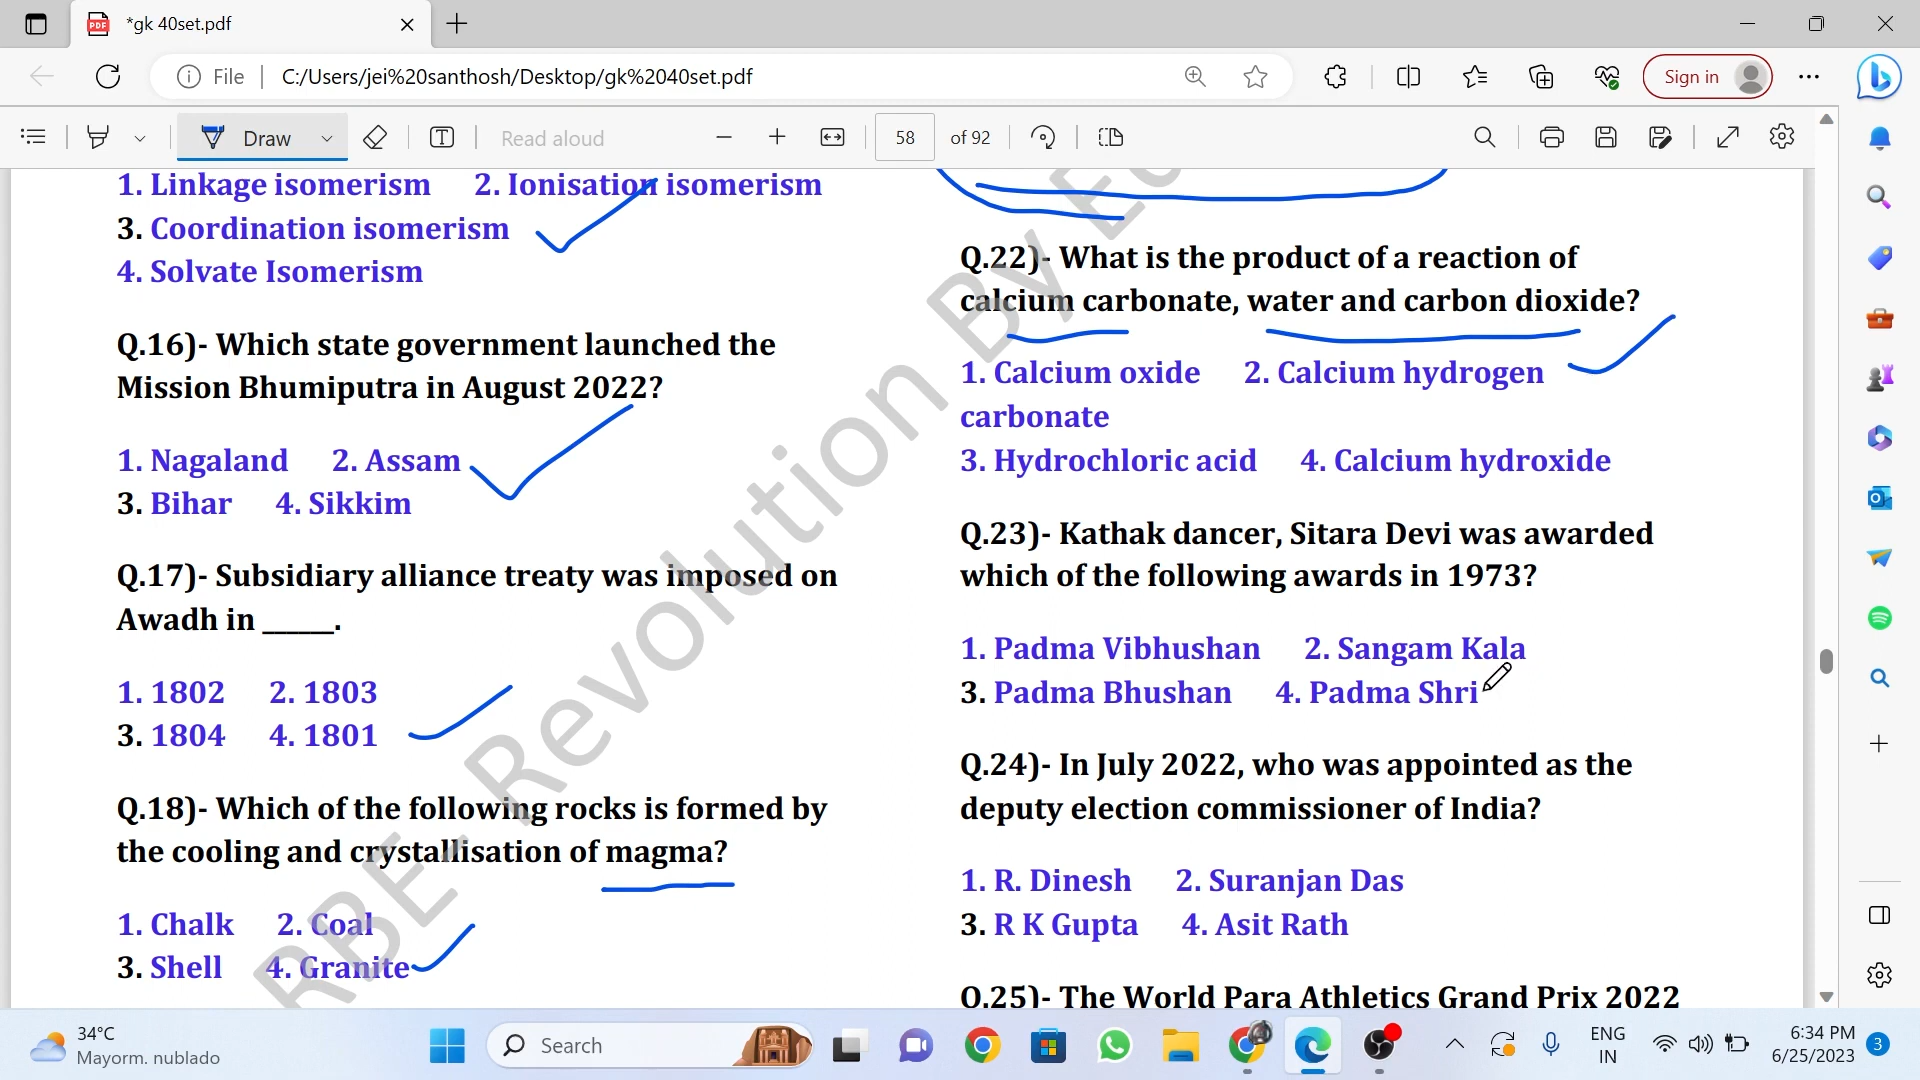 *gk 40set.pdf
File
C:/Users/jei%20santhosh/Desktop/gk%2040set.pdf
Sign in
Draw
Read aloud
58
of 92
1. Linkage isomerism 2. Ionisation isomerism
3. Coordination isomerism
4. Solvate Isomerism
Q.16)- Which state government launched the
Mission Bhumiputra in August 2022?
1. Nagaland 2. Assam
3. Bihar 4. Sikkim
Q.17)- Subsidiary alliance treaty was imposed on
Awadh in ______.
1. 1802 2. 1803
3. 1804 4. 1801
Q.18)- Which of the following rocks is formed by
the cooling and crystallisation of magma?
1. Chalk 2. Coal
3. Shell 4. Granite
Q.22)- What is the product of a reaction of
calcium carbonate, water and carbon dioxide?
1. Calcium oxide 2. Calcium hydrogen
carbonate
3. Hydrochloric acid 4. Calcium hydroxide
Q.23)- Kathak dancer, Sitara Devi was awarded
which of the following awards in 1973?
1. Padma Vibhushan 2. Sangam Kala
3. Padma Bhushan 4. Padma Shri
Q.24)- In July 2022, who was appointed as the
deputy election commissioner of India?
1. R. Dinesh 2. Suranjan Das
3. R K Gupta 4. Asit Rath
Q.25)- The World Para Athletics Grand Prix 2022
RBE- Revolution By
34°C
Mayorm. nublado
Search
ENG
IN
6:34 PM
6/25/2023
3